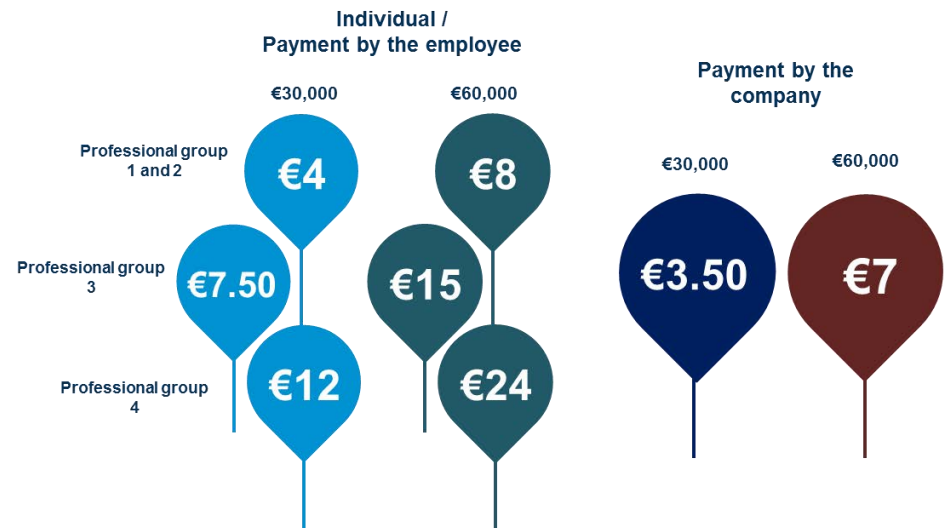 Individual /
Payment by the employee
€30,000
€60,000
Professional group
1 and 2
€4
€8
Professional group
3
€7.50
€15
Professional group
4
€12
€24
Payment by the
company
€30,000
€60,000
€3.50
€7